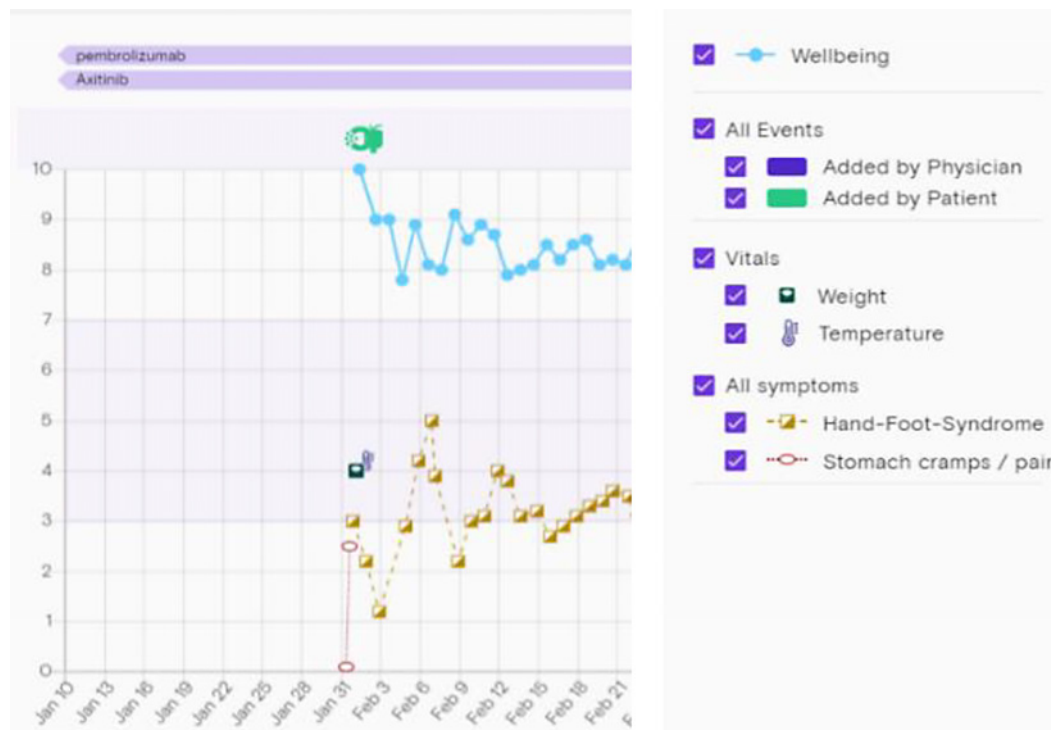 pembrolizumab
Axitinib
10
9
8
7
6
5
4
3
2
1
0
Jan 10
Jan 13
Jan 16
Jan 19
Jan 22
Jan 25
Jan 28
Jan 31
Feb 3
Feb 6
Feb 9
Feb 12
Feb 15
Feb 18
Feb 21
F
Wellbeing
All Events
Added by Physician
Added by Patient
Vitals
Weight
Temperature
All symptoms
Hand-Foot-Syndrome
Stomach cramps / pain